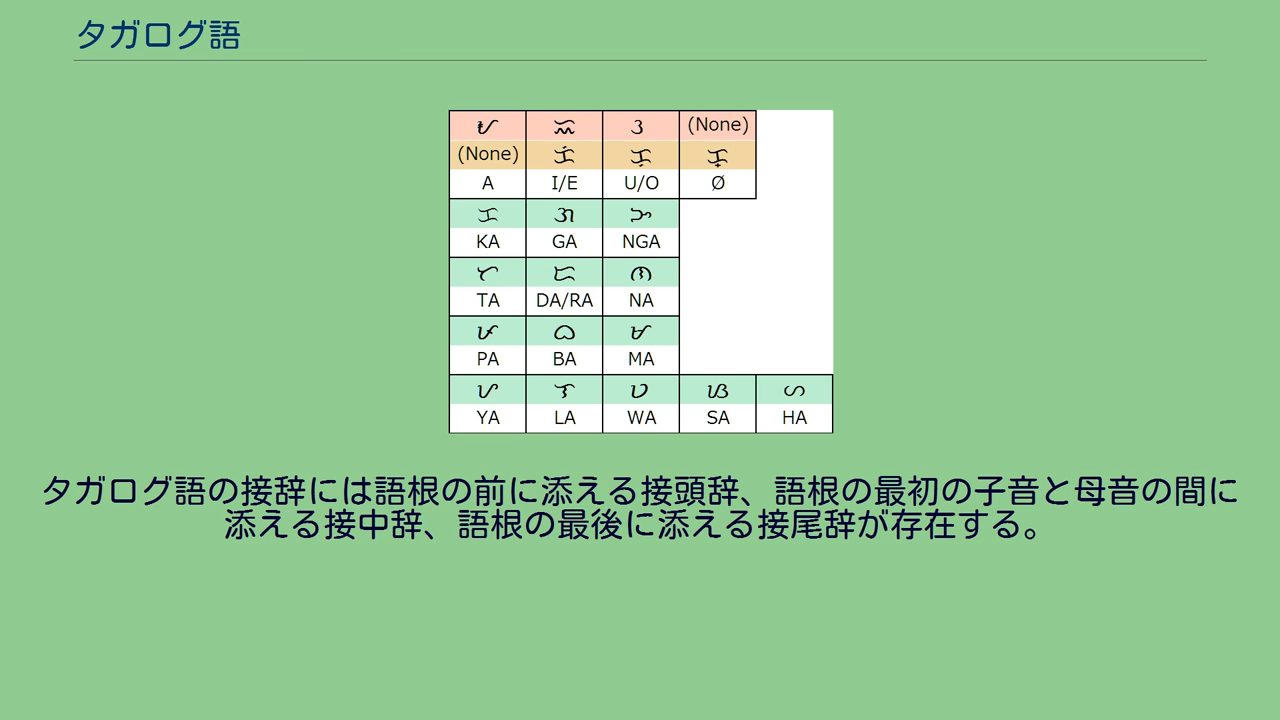 タガログ語
ᜀ ᜁ ᜂ (None)
(None) ᜃᜒ ᜃᜓ ᜃ᜔
A I/E U/O Ø
ᜃ ᜄ ᜅ
KA GA NGA
ᜆ ᜇ ᜈ
TA DA/RA NA
ᜉ ᜊ ᜋ
PA BA MA
ᜌ ᜎ ᜏ ᜐ ᜑ
YA LA WA SA HA
タガログ語の接辞には語根の前に添える接頭辞、語根の最初の子音と母音の間に
添える接中辞、語根の最後に添える接尾辞が存在する。